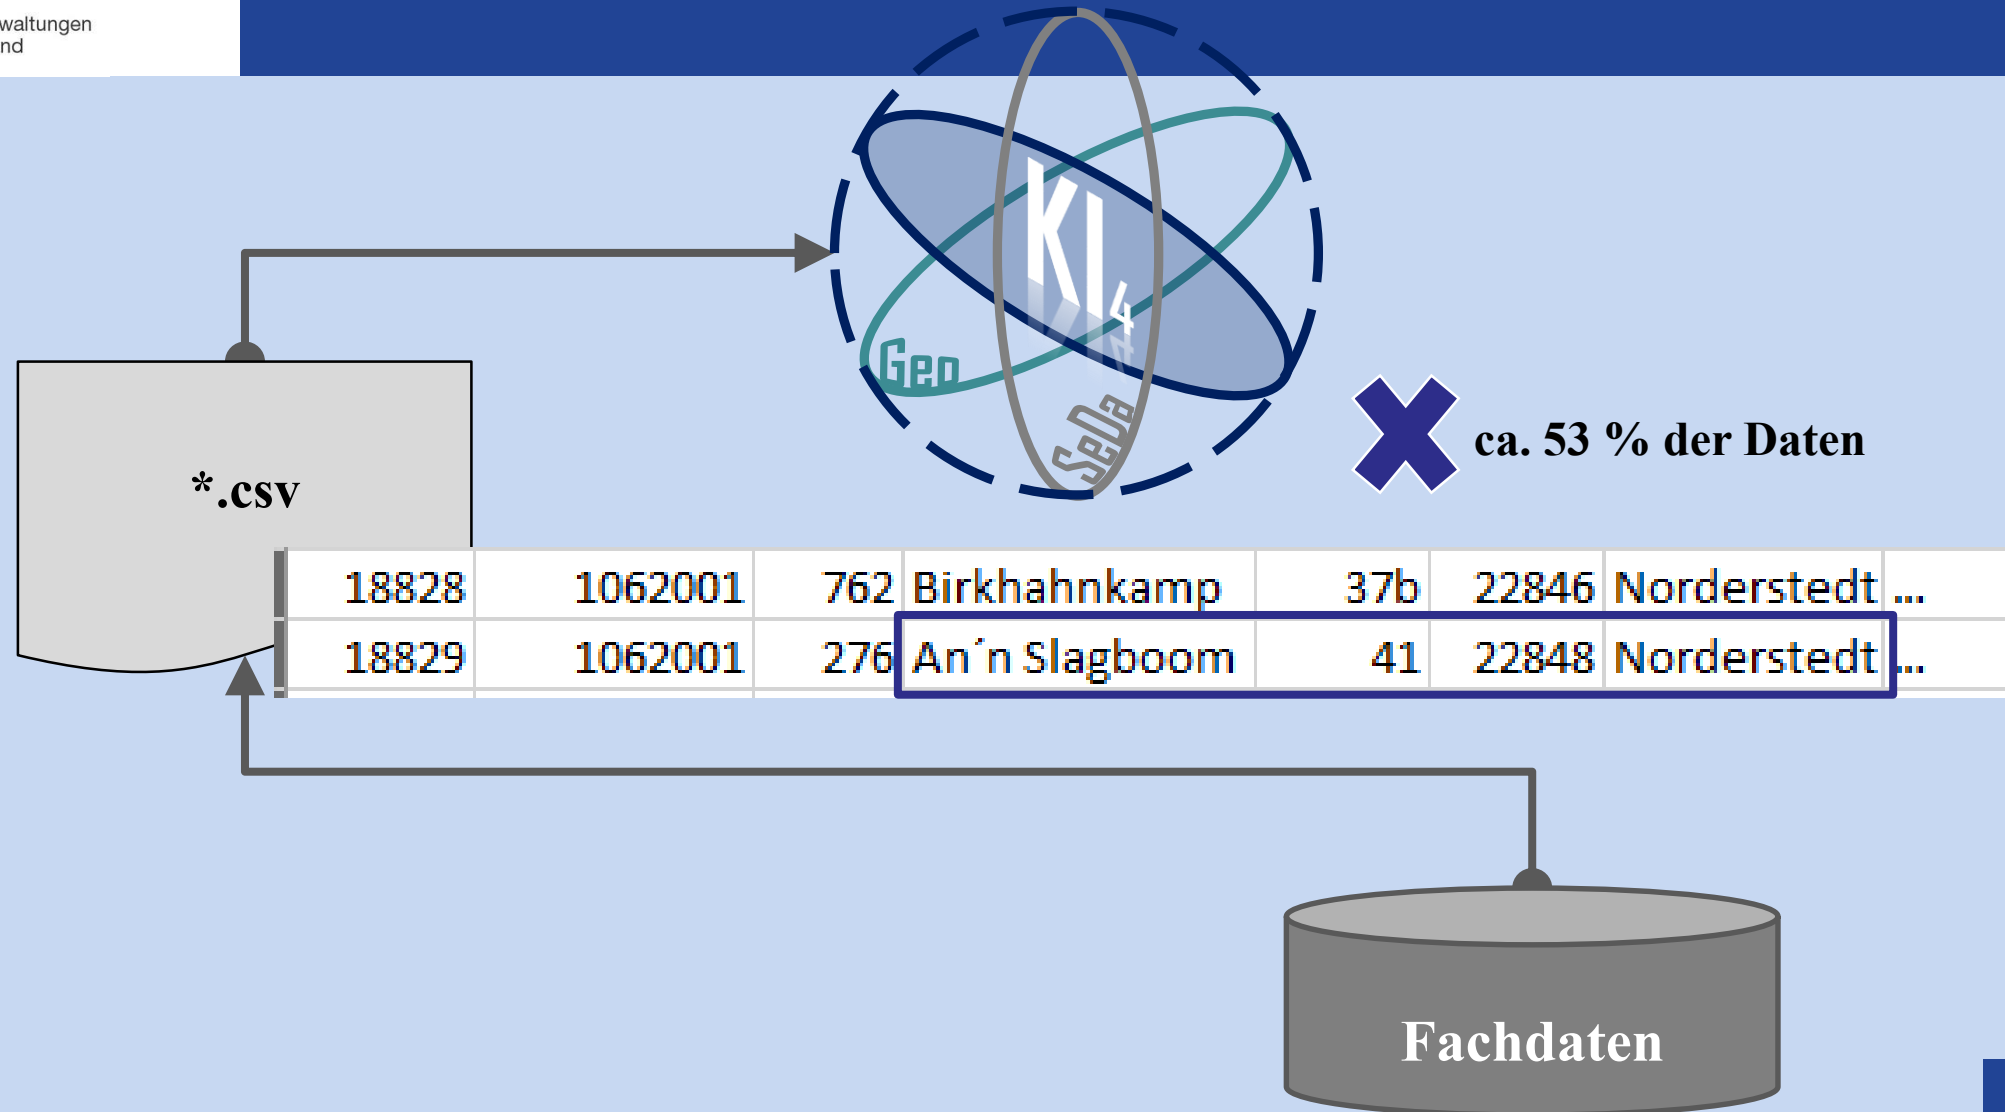 nd
KI4
Geo
SeDa
ca. 53 % der Daten
*.csv
18828 1062001 762 Birkhahnkamp 37b 22846 Norderstedt ...
18829 1062001 276 An´n Slagboom 41 22848 Norderstedt ...
Fachdaten